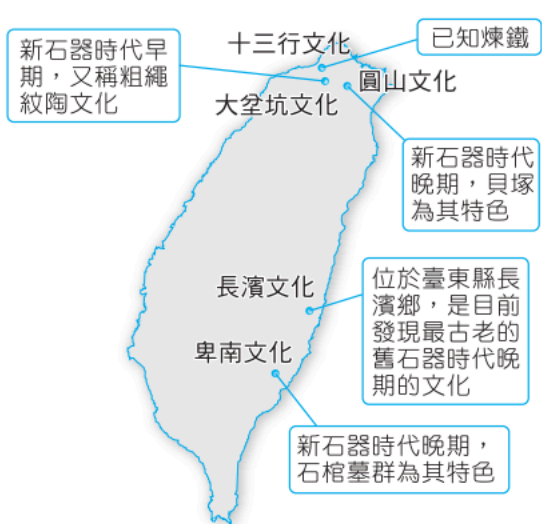 十三行文化
已知煉鐵
新石器時代早
期，又稱粗繩
紋陶文化
圓山文化
大坌坑文化
新石器時代
晚期，貝塚
為其特色
長濱文化
位於臺東縣長
濱鄉，是目前
發現最古老的
舊石器時代晚
期的文化
卑南文化
新石器時代晚期，
石棺墓群為其特色